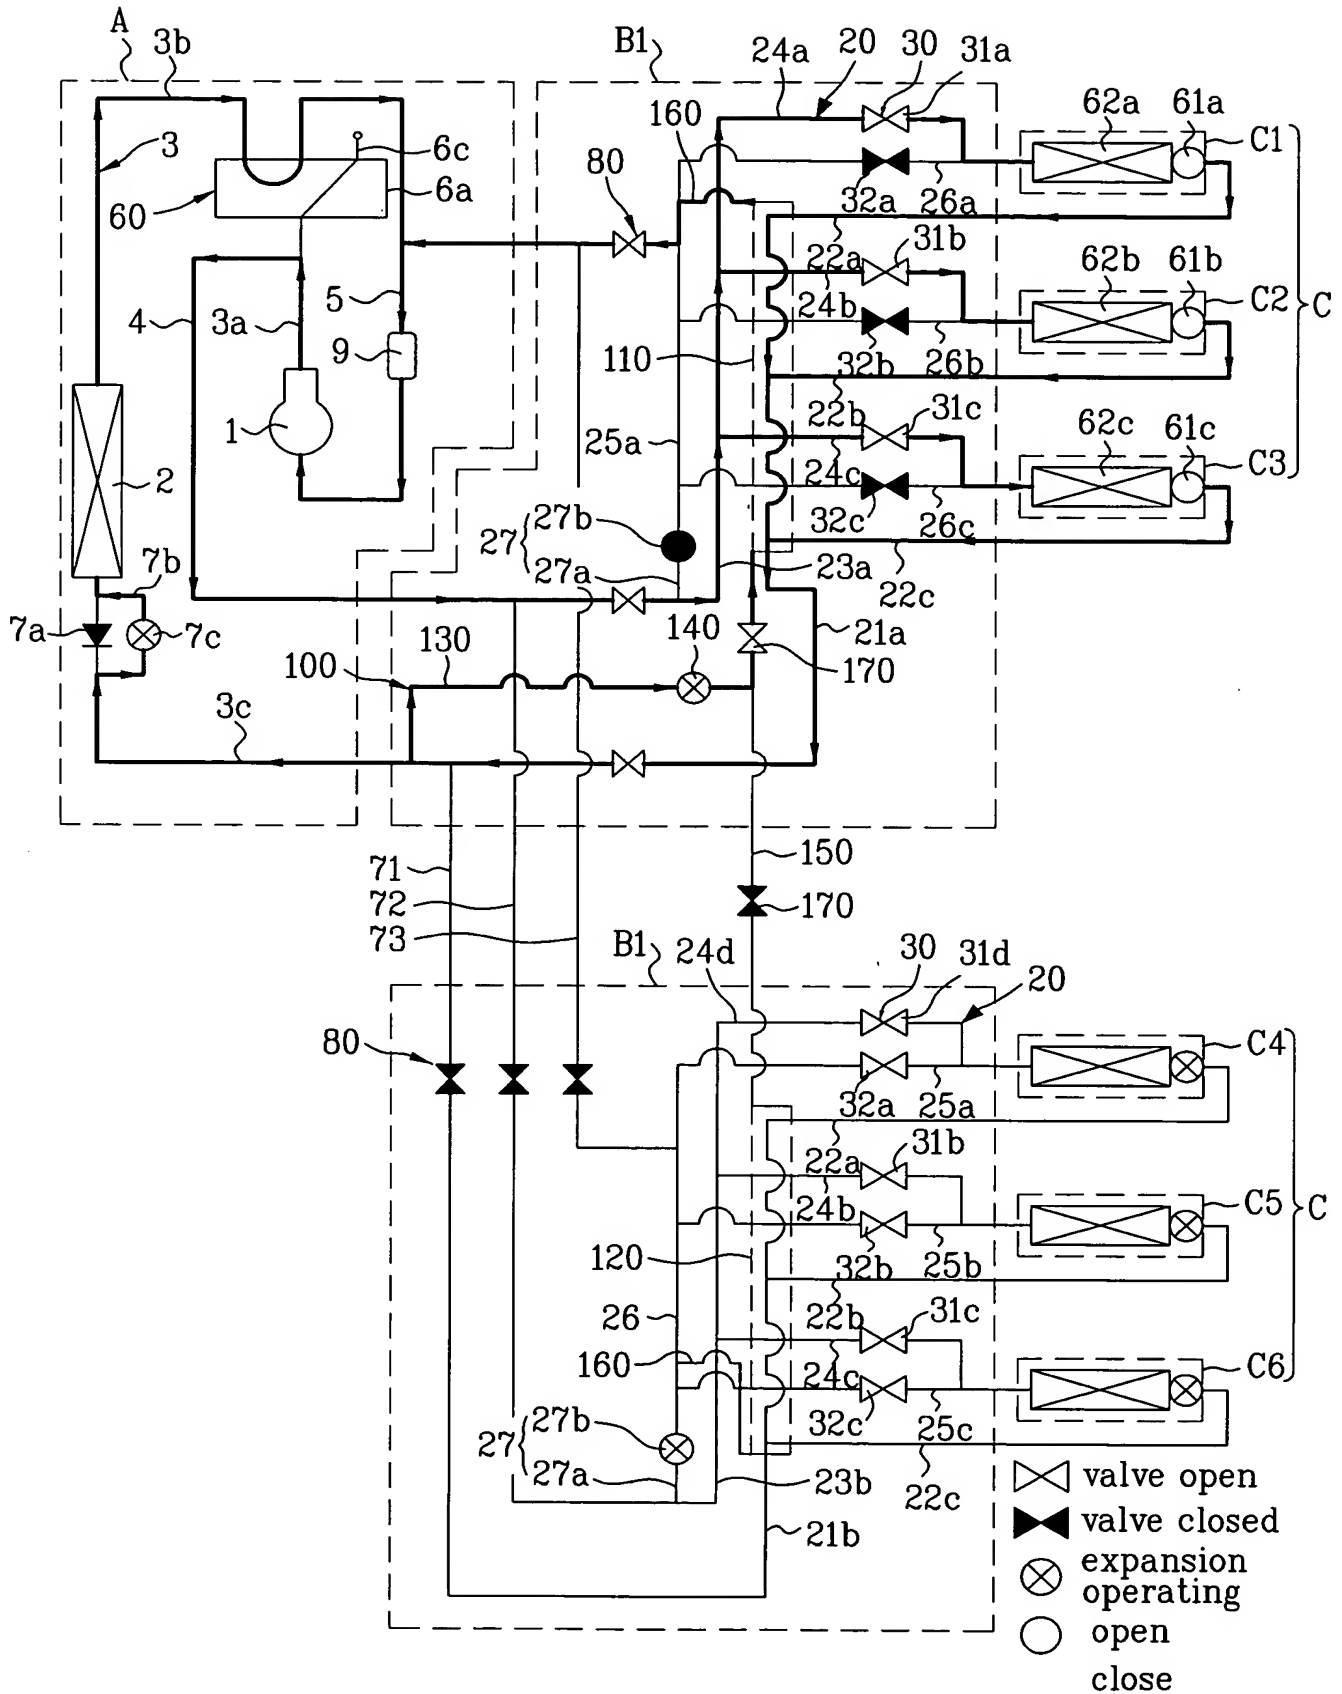 A
3b
3
6c
6a
60
4
3a
5
9
1
2
7b
7a
7c
3c
100
B1
24a
20
30
31a
160
80
32a
26a
22a
31b
24b
110
32b
26b
22b
31c
25a
24c
32c
26c
27
27b
27a
23a
22c
140
130
170
21a
62a
61a
C1
62b
61b
C2
C
62c
61c
C3
71
72
73
150
170
B1
24d
30
31d
20
80
C4
32a
25a
22a
31b
24b
C5
C
120
32b
25b
26
22b
31c
160
24c
C6
27
27b
27a
32c
25c
23b
22c
21b
valve open
valve closed
expansion
operating
open
close